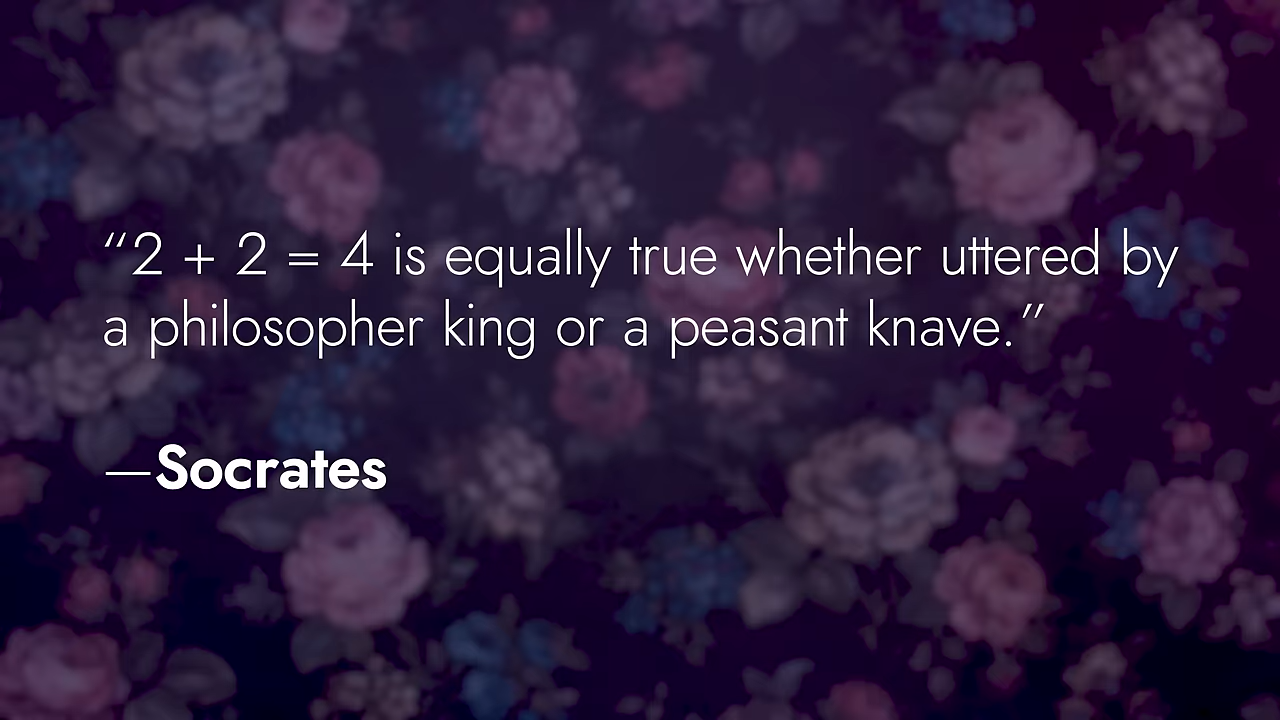 “2 + 2 = 4 is equally true whether uttered by
a philosopher king or a peasant knave.”
—Socrates